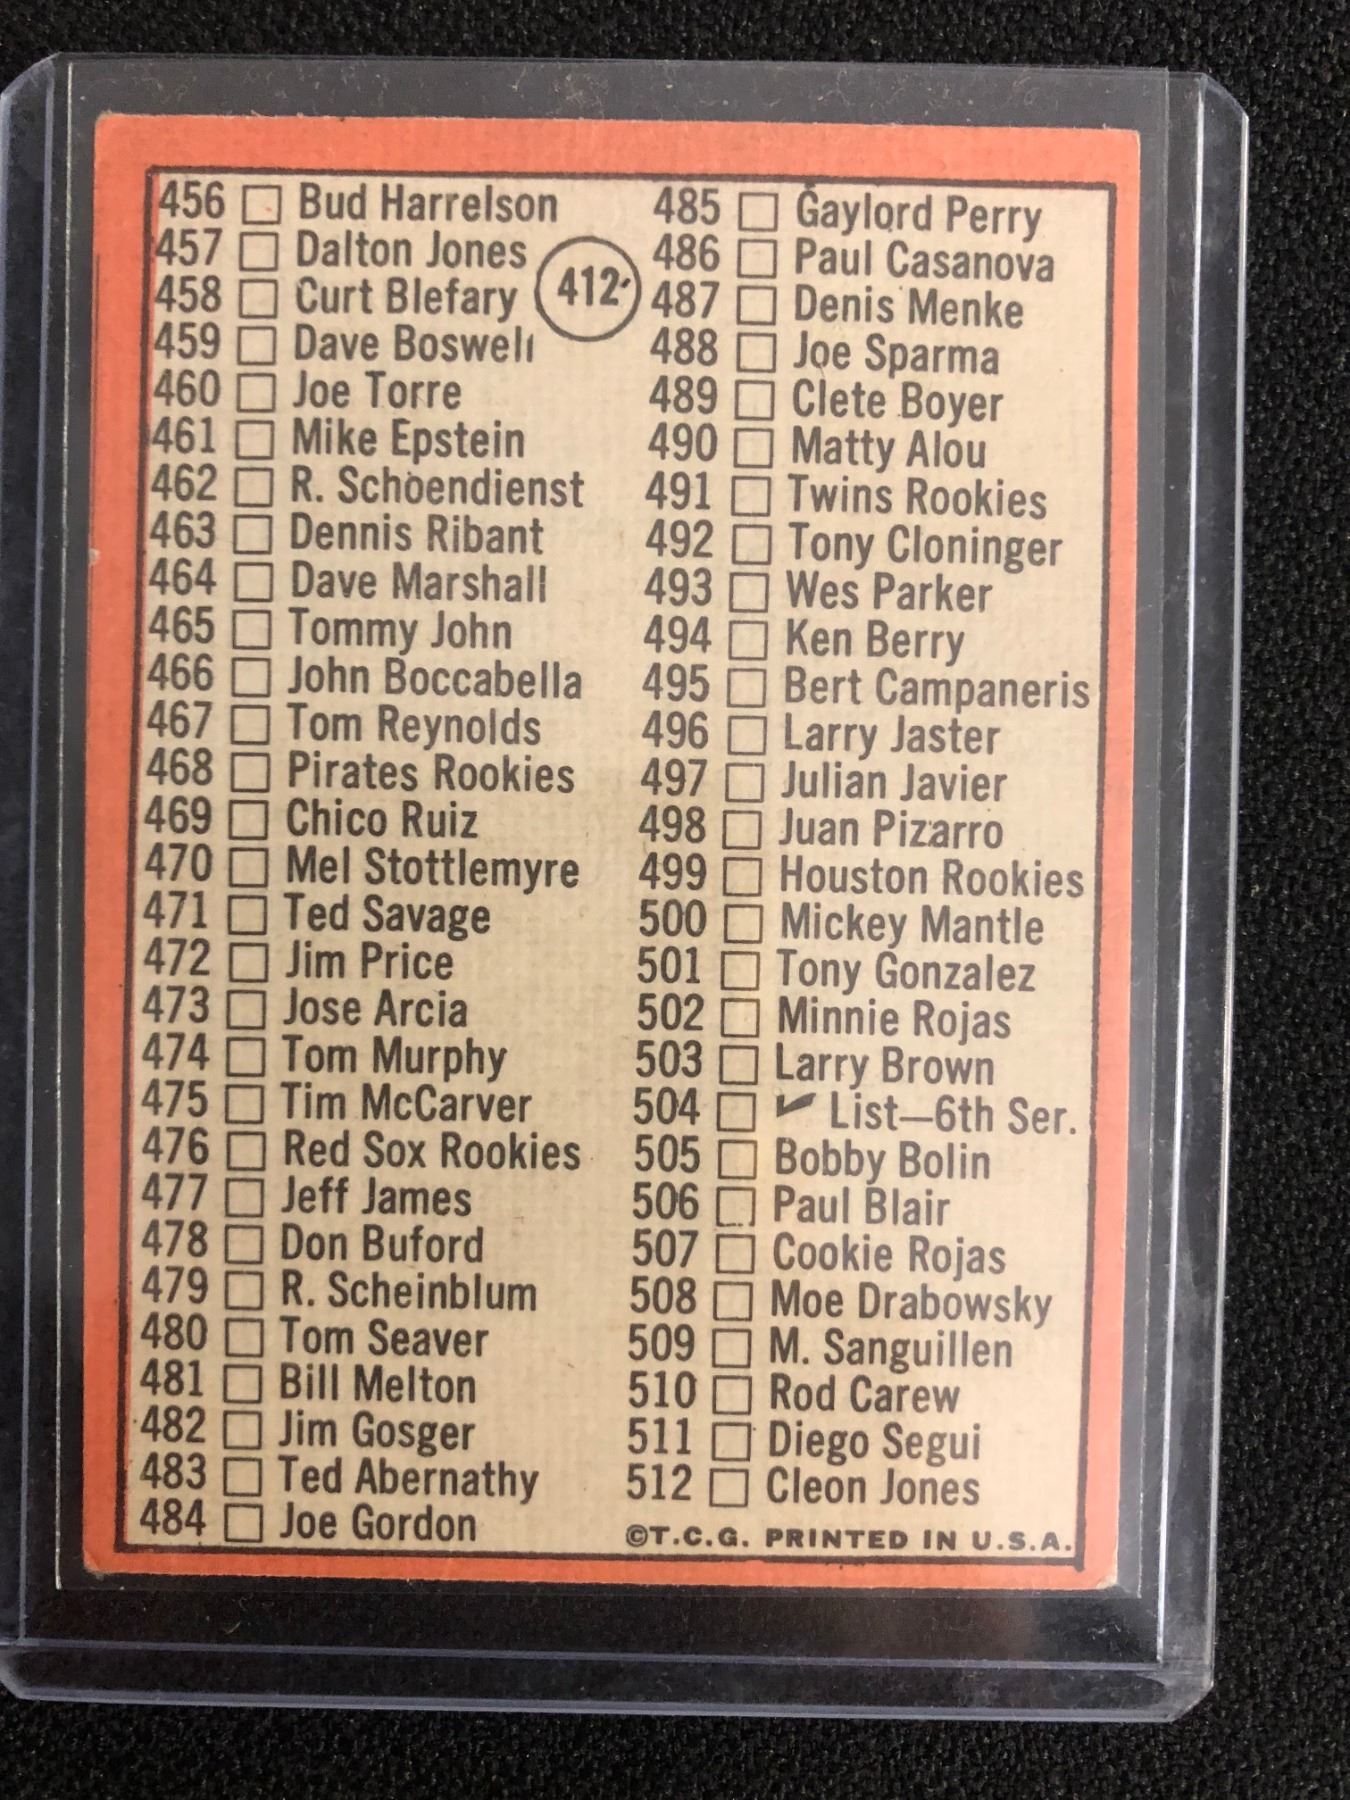 456 □ Bud Harrelson
457 □ Dalton Jones
458 □ Curt Blefary
459 □ Dave Boswell
460 □ Joe Torre
461 □ Mike Epstein
462 □ R. Schoendienst
463 □ Dennis Ribant
464 □ Dave Marshall
465 □ Tommy John
466 □ John Boccabella
467 □ Tom Reynolds
468 □ Pirates Rookies
469 □ Chico Ruiz
470 □ Mel Stottlemyre
471 □ Ted Savage
472 □ Jim Price
473 □ Jose Arcia
474 □ Tom Murphy
475 □ Tim McCarver
476 □ Red Sox Rookies
477 □ Jeff James
478 □ Don Buford
479 □ R. Scheinblum
480 □ Tom Seaver
481 □ Bill Melton
482 □ Jim Gosger
483 □ Ted Abernathy
484 □ Joe Gordon
412
485 □ Gaylord Perry
486 □ Paul Casanova
487 □ Denis Menke
488 □ Joe Sparma
489 □ Clete Boyer
490 □ Matty Alou
491 □ Twins Rookies
492 □ Tony Cloninger
493 □ Wes Parker
494 □ Ken Berry
495 □ Bert Campaneris
496 □ Larry Jaster
497 □ Julian Javier
498 □ Juan Pizarro
499 □ Houston Rookies
500 □ Mickey Mantle
501 □ Tony Gonzalez
502 □ Minnie Rojas
503 □ Larry Brown
504 □ ✓ List—6th Ser.
505 □ Bobby Bolin
506 □ Paul Blair
507 □ Cookie Rojas
508 □ Moe Drabowsky
509 □ M. Sanguillen
510 □ Rod Carew
511 □ Diego Segui
512 □ Cleon Jones
©T.C.G. PRINTED IN U.S.A.